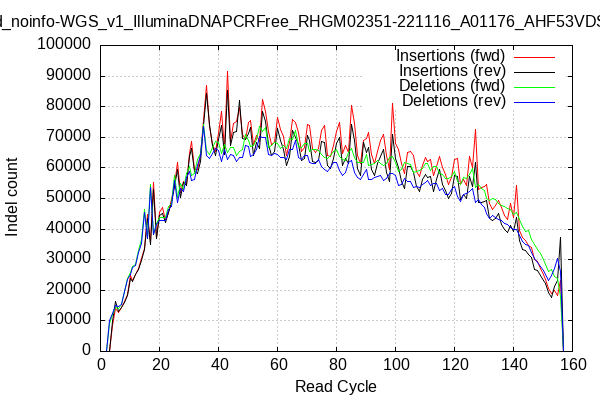 d_noinfo-WGS_v1_IlluminaDNAPCRFree_RHGM02351-221116_A01176_AHF53VDS
Insertions (fwd)
Insertions (rev)
Deletions (fwd)
Deletions (rev)
Indel count
100000
90000
80000
70000
60000
50000
40000
30000
20000
10000
0
0 20 40 60 80 100 120 140 160
Read Cycle